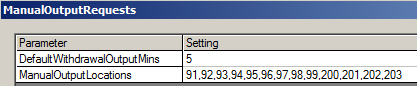 ManualOutputRequests
Parameter Setting
DefaultWithdrawalOutputMins 5
ManualOutputLocations 91,92,93,94,95,96,97,98,99,200,201,202,203